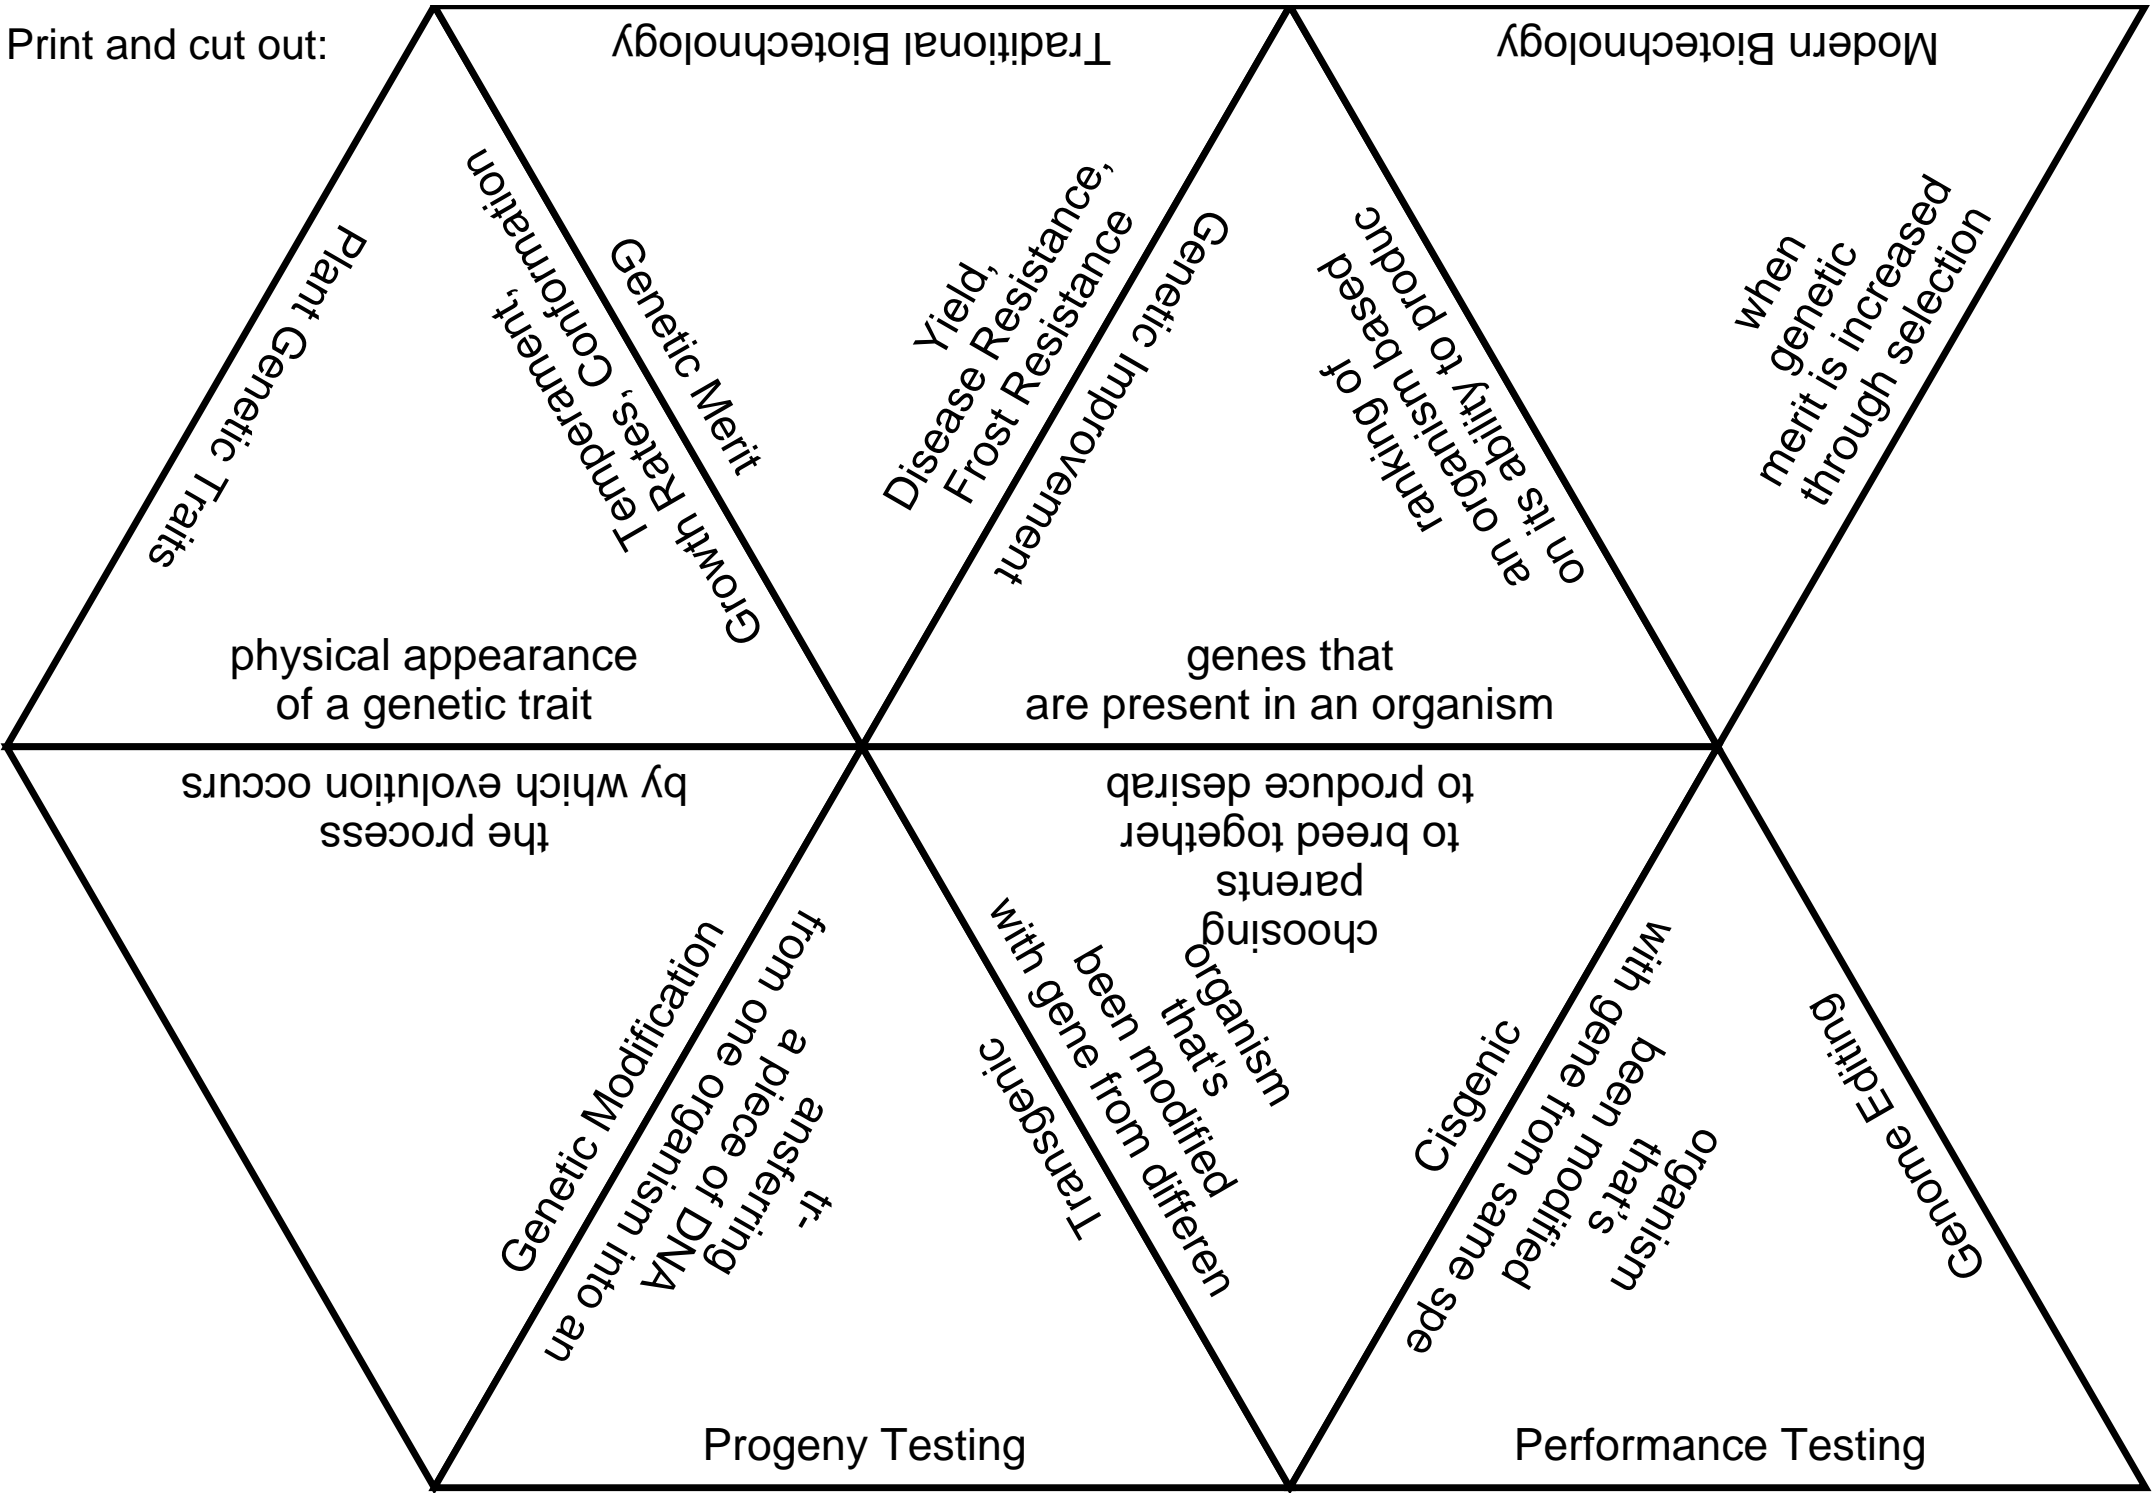 Print and cut out:
Traditional Biotechnology
Modern Biotechnology
Plant Genetic Traits
Temperament,
Growth Rates, Conformation
physical appearance
of a genetic trait
Genetic Merit
Yield,
Disease Resistance,
Frost Resistance
Genetic Improvement
ranking of
an organism based
on its ability to produc
genes that
are present in an organism
when
genetic
merit is increased
through selection
the process
by which evolution occurs
Genetic Modification
tr-
ansferring
a piece of DNA
from one organism into an
Transgenic
Progeny Testing
choosing
parents
to breed together
to produce desirab
organism
that's
been modified
with gene from differen
Cisgenic
organism
that's
been modified
with gene from same spe
Genome Editing
Performance Testing